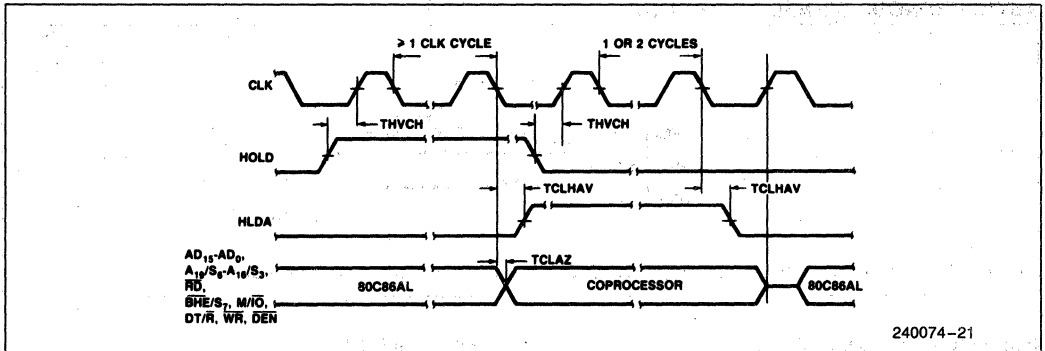 ≥ 1 CLK CYCLE
1 OR 2 CYCLES
CLK
THVCH
THVCH
HOLD
TCLHAV
TCLHAV
HLDA
TCLAZ
AD15-AD0,
A19/S6-A16/S3,
RD,
BHE/S7, M/IO,
DT/R, WR, DEN
80C86AL
COPROCESSOR
80C86AL
240074-21